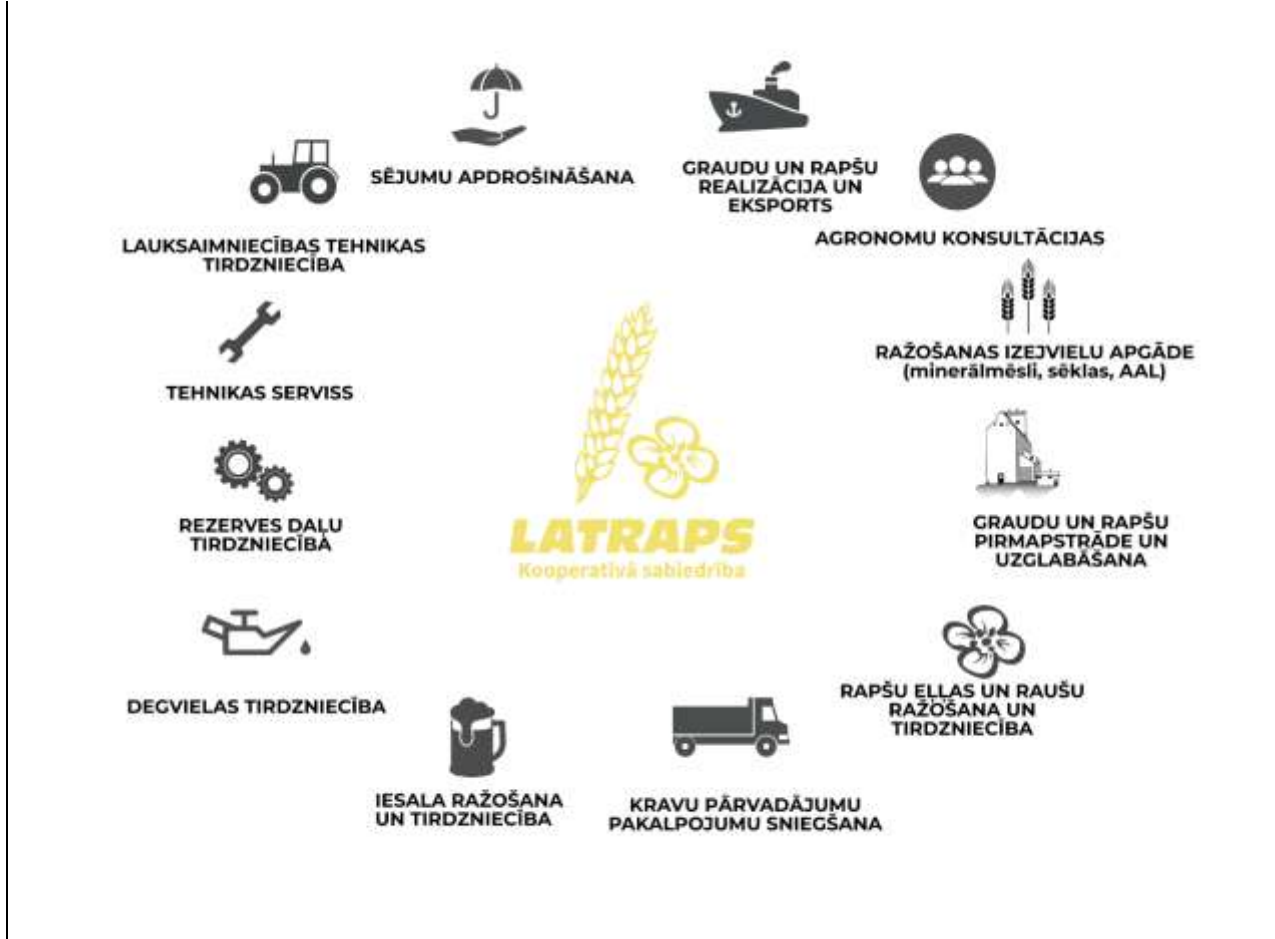 SĒJUMU APDROŠINĀŠANA
GRAUDU UN RAPŠU
REALIZĀCIJA UN
EKSPORTS
AGRONOMU KONSULTĀCIJAS
RAŽOŠANAS IZEJVIELU APGĀDE
(minerālmēsli, sēklas, AAL)
GRAUDU UN RAPŠU
PIRMAPSTRĀDE UN
UZGLABĀŠANA
RAPŠU EĻĻAS UN RAUŠU
RAŽOŠANA UN
TIRDZNIECĪBA
KRAVU PĀRVADĀJUMU
PAKALPOJUMU SNIEGŠANA
IESALA RAŽOŠANA
UN TIRDZNIECĪBA
DEGVIELAS TIRDZNIECĪBA
REZERVES DAĻU
TIRDZNIECĪBA
TEHNIKAS SERVISS
LAUKSAIMNIECĪBAS TEHNIKAS
TIRDZNIECĪBA
LATRAPS
Kooperatīvā sabiedrība